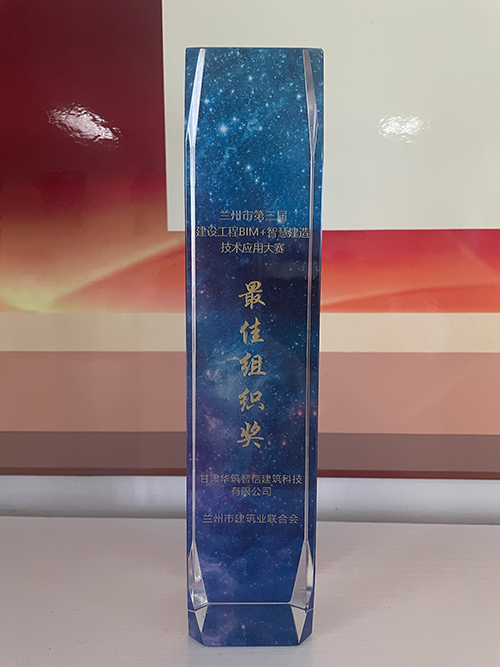 兰州市第三届
建设工程BIM+智慧建造
技术应用大赛
最佳组织奖
甘肃华筑智信建筑科技
有限公司
兰州市建筑业联合会